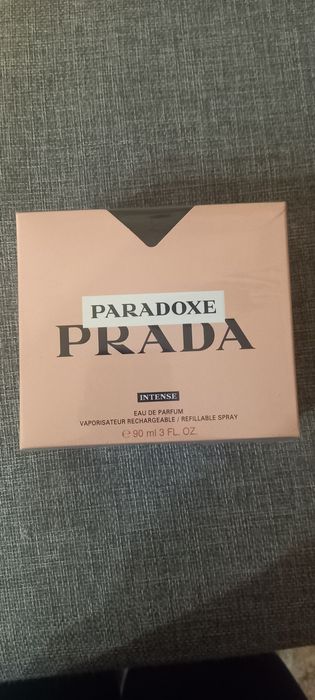 PARADOXE
PRADA
INTENSE
EAU DE PARFUM
VAPORISATEUR RECHARGEABLE / REFILLABLE SPRAY
℮ 90 ml 3 FL. OZ.